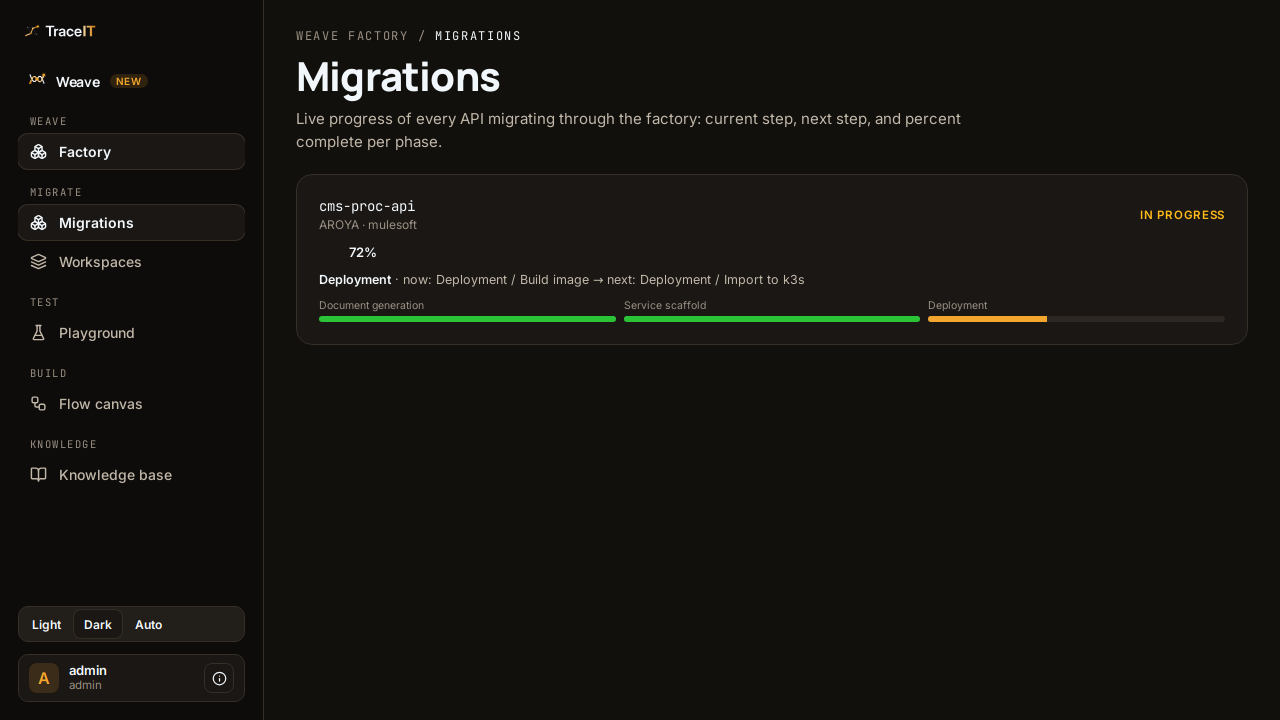 TraceIT
Weave NEW
WEAVE
Factory
MIGRATE
Migrations
Workspaces
TEST
Playground
BUILD
Flow canvas
KNOWLEDGE
Knowledge base
Light Dark Auto
A
admin
admin
WEAVE FACTORY / MIGRATIONS
Migrations
Live progress of every API migrating through the factory: current step, next step, and percent
complete per phase.
cms-proc-api
AROYA · mulesoft
IN PROGRESS
72%
Deployment · now: Deployment / Build image → next: Deployment / Import to k3s
Document generation Service scaffold Deployment